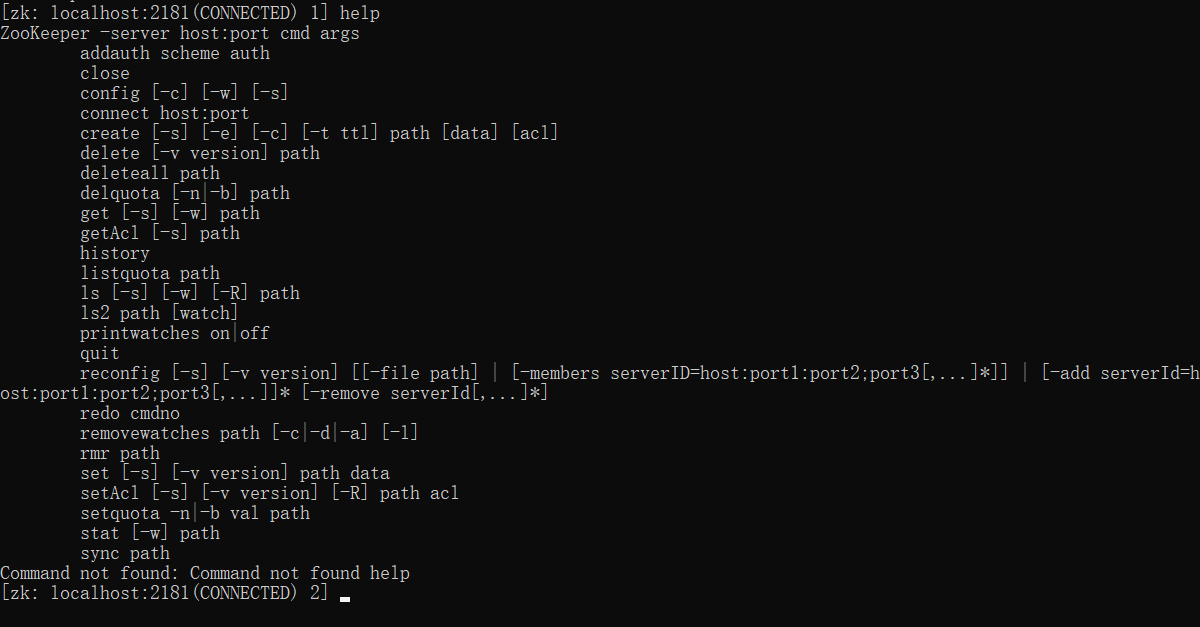 [zk: localhost:2181(CONNECTED) 1] help
ZooKeeper -server host:port cmd args
        addauth scheme auth
        close
        config [-c] [-w] [-s]
        connect host:port
        create [-s] [-e] [-c] [-t ttl] path [data] [acl]
        delete [-v version] path
        deleteall path
        delquota [-n|-b] path
        get [-s] [-w] path
        getAcl [-s] path
        history
        listquota path
        ls [-s] [-w] [-R] path
        ls2 path [watch]
        printwatches on|off
        quit
        reconfig [-s] [-v version] [[-file path] | [-members serverID=host:port1:port2;port3[,...]*]] | [-add serverId=h
ost:port1:port2;port3[,...]]* [-remove serverId[,...]*]
        redo cmdno
        removewatches path [-c|-d|-a] [-l]
        rmr path
        set [-s] [-v version] path data
        setAcl [-s] [-v version] [-R] path acl
        setquota -n|-b val path
        stat [-w] path
        sync path
Command not found: Command not found help
[zk: localhost:2181(CONNECTED) 2]